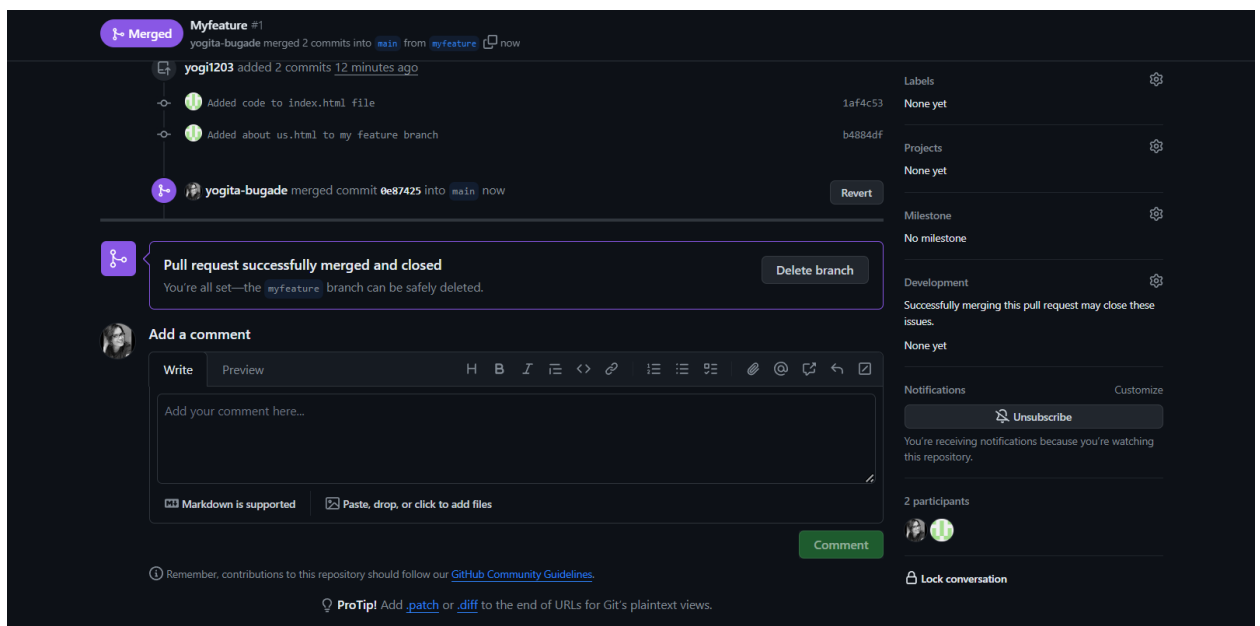 Merged
Myfeature #1
yogita-bugade merged 2 commits into main from myfeature now
yogi1203 added 2 commits 12 minutes ago
Added code to index.html file 1af4c53
Added about us.html to my feature branch b4884df
yogita-bugade merged commit 0e87425 into main now
Revert
Pull request successfully merged and closed
You're all set—the myfeature branch can be safely deleted.
Delete branch
Add a comment
Write Preview
H B I
Add your comment here...
Markdown is supported
Paste, drop, or click to add files
Comment
Remember, contributions to this repository should follow our GitHub Community Guidelines.
ProTip! Add .patch or .diff to the end of URLs for Git's plaintext views.
Labels
None yet
Projects
None yet
Milestone
No milestone
Development
Successfully merging this pull request may close these
issues.
None yet
Notifications Customize
Unsubscribe
You're receiving notifications because you're watching
this repository.
2 participants
Lock conversation